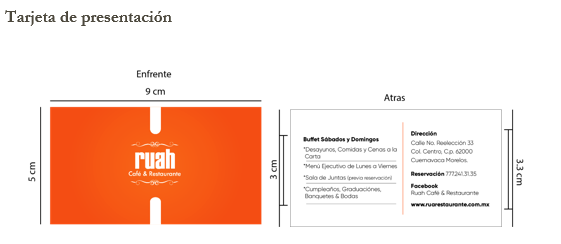 Tarjeta de presentación
Enfrente
9 cm
5 cm
ruah
Café & Restaurante
Atras
3 cm
Buffet Sábados y Domingos
*Desayunos, Comidas y Cenas a la
Carta
*Menú Ejecutivo de Lunes a Viernes
*Sala de Juntas (previa reservación)
*Cumpleaños, Graduaciónes,
Banquetes & Bodas
Dirección
Calle No. Reelección 33
Col. Centro, C.p. 62000
Cuernavaca Morelos.
Reservación 777.241.31.35
Facebook
Ruah Café & Restaurante
www.ruarestaurante.com.mx
3.3 cm